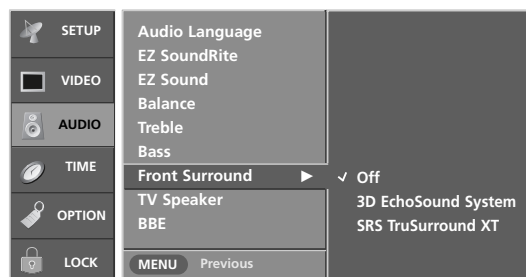 SETUP
VIDEO
AUDIO
TIME
OPTION
LOCK
Audio Language
EZ SoundRite
EZ Sound
Balance
Treble
Bass
Front Surround ►
TV Speaker
BBE
MENU Previous
✓ Off
3D EchoSound System
SRS TruSurround XT